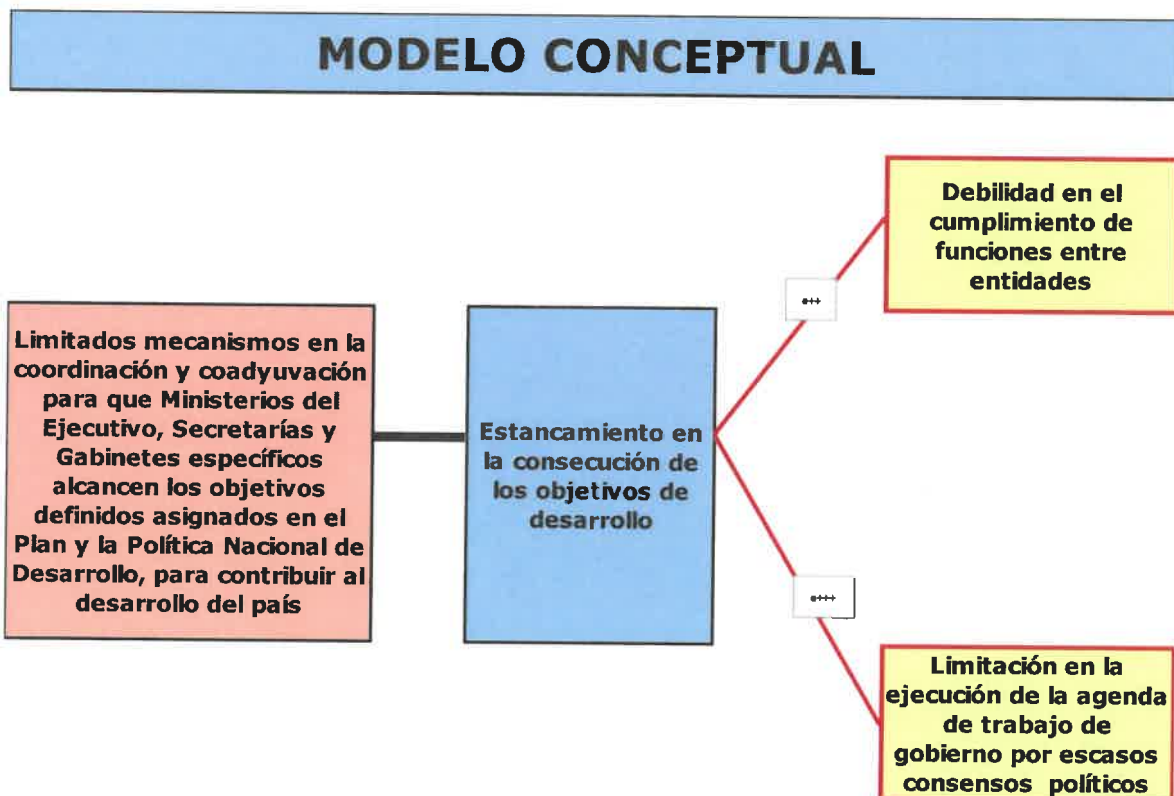 MODELO CONCEPTUAL
Debilidad en el
cumplimiento de
funciones entre
entidades
e++
Limitados mecanismos en la
coordinación y coadyuvación
para que Ministerios del
Ejecutivo, Secretarías y
Gabinetes específicos
alcancen los objetivos
definidos asignados en el
Plan y la Política Nacional de
Desarrollo, para contribuir al
desarrollo del país
Estancamiento en
la consecución de
los objetivos de
desarrollo
e+++
Limitación en la
ejecución de la agenda
de trabajo de
gobierno por escasos
consensos políticos